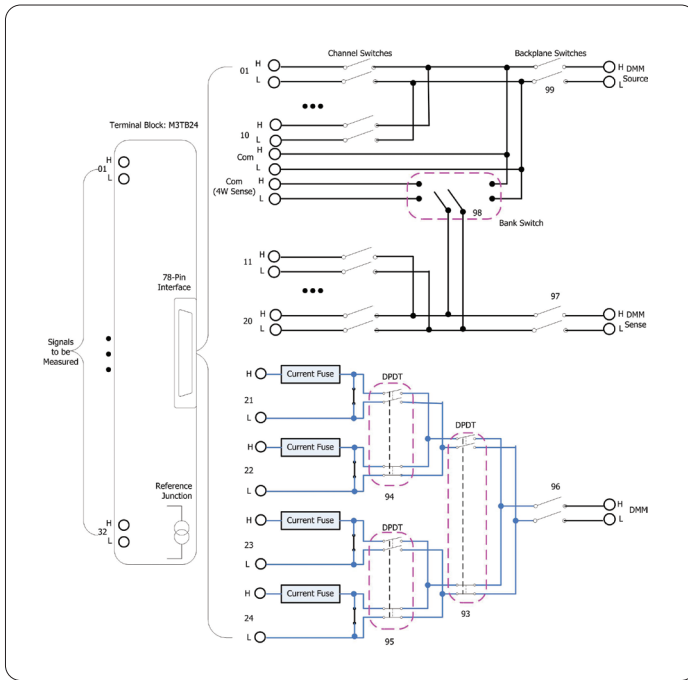 Channel Switches
Backplane Switches
01
H
L
H DMM
L Source
99
Terminal Block: M3TB24
10
H
L
Com
H
L
Com
(4W Sense)
H
L
98
Bank Switch
H
01
L
11
H
L
78-Pin
Interface
97
20
H
L
H DMM
L Sense
Signals
to be
Measured
H
Current Fuse
DPDT
21
L
DPDT
H
Current Fuse
22
L
94
96
H
DMM
L
Reference
Junction
H
32
L
H
Current Fuse
DPDT
23
L
H
Current Fuse
24
L
93
95